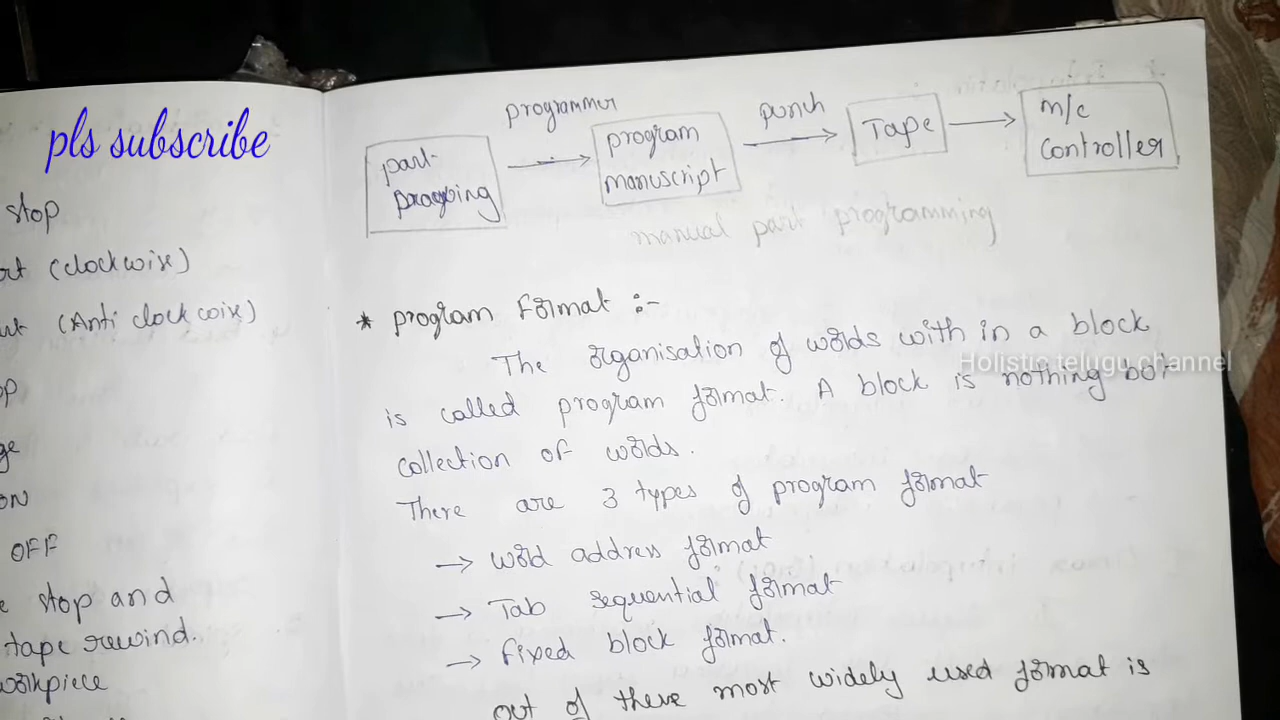 pls subscribe
stop
(clockwise)
(Anti clockwise)
OFF
stop and
tape rewind.
workpiece
part-
programmer
program
manuscript
punch
Tape
m/c
controller
manual part programming
* program format :-
The organisation of words with in a block
is called program format. A block is nothing but
collection of words.
There are 3 types of program format
→ word address format
→ Tab sequential format
→ fixed block format.
out of these most widely used format is
Holistic telugu channel